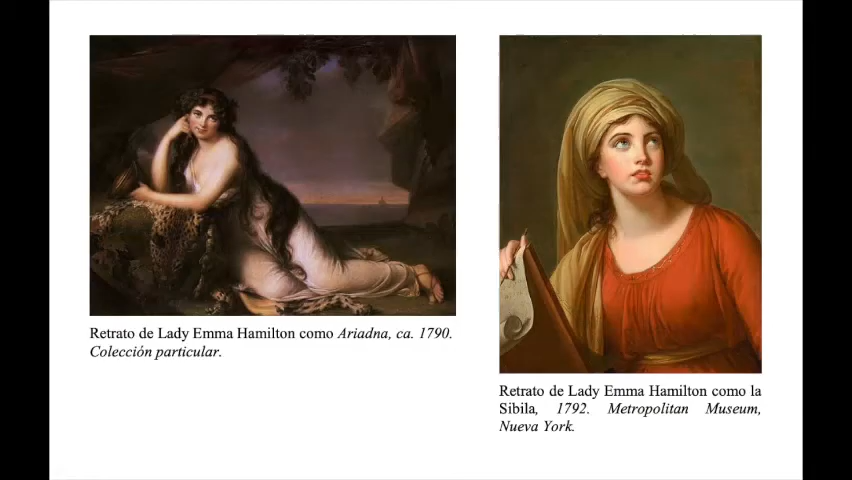 Retrato de Lady Emma Hamilton como Ariadna, ca. 1790.
Colección particular.
Retrato de Lady Emma Hamilton como la
Sibila, 1792. Metropolitan Museum,
Nueva York.